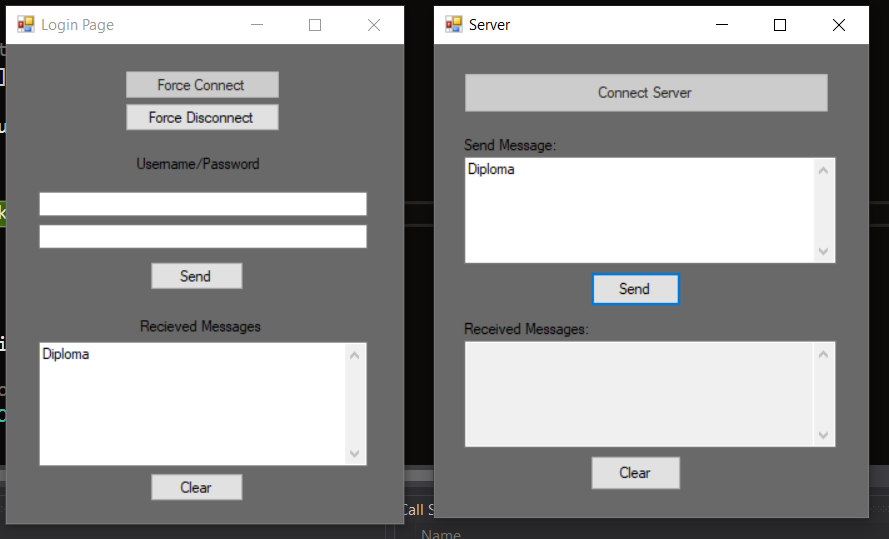 Login Page
Force Connect
Force Disconnect
Username/Password
Send
Recieved Messages
Diploma
Clear
Server
Connect Server
Send Message:
Diploma
Send
Received Messages:
Clear
Call S
Name